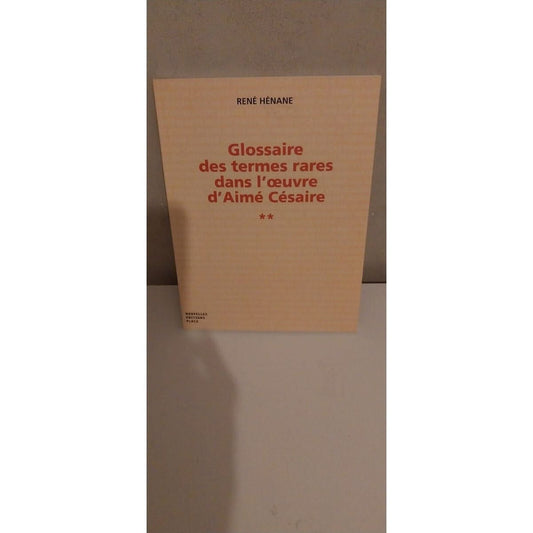 RENÉ HÉNANE
Glossaire
des termes rares
dans l'œuvre
d'Aimé Césaire
**
NOUVELLES
ÉDITIONS
PLACE